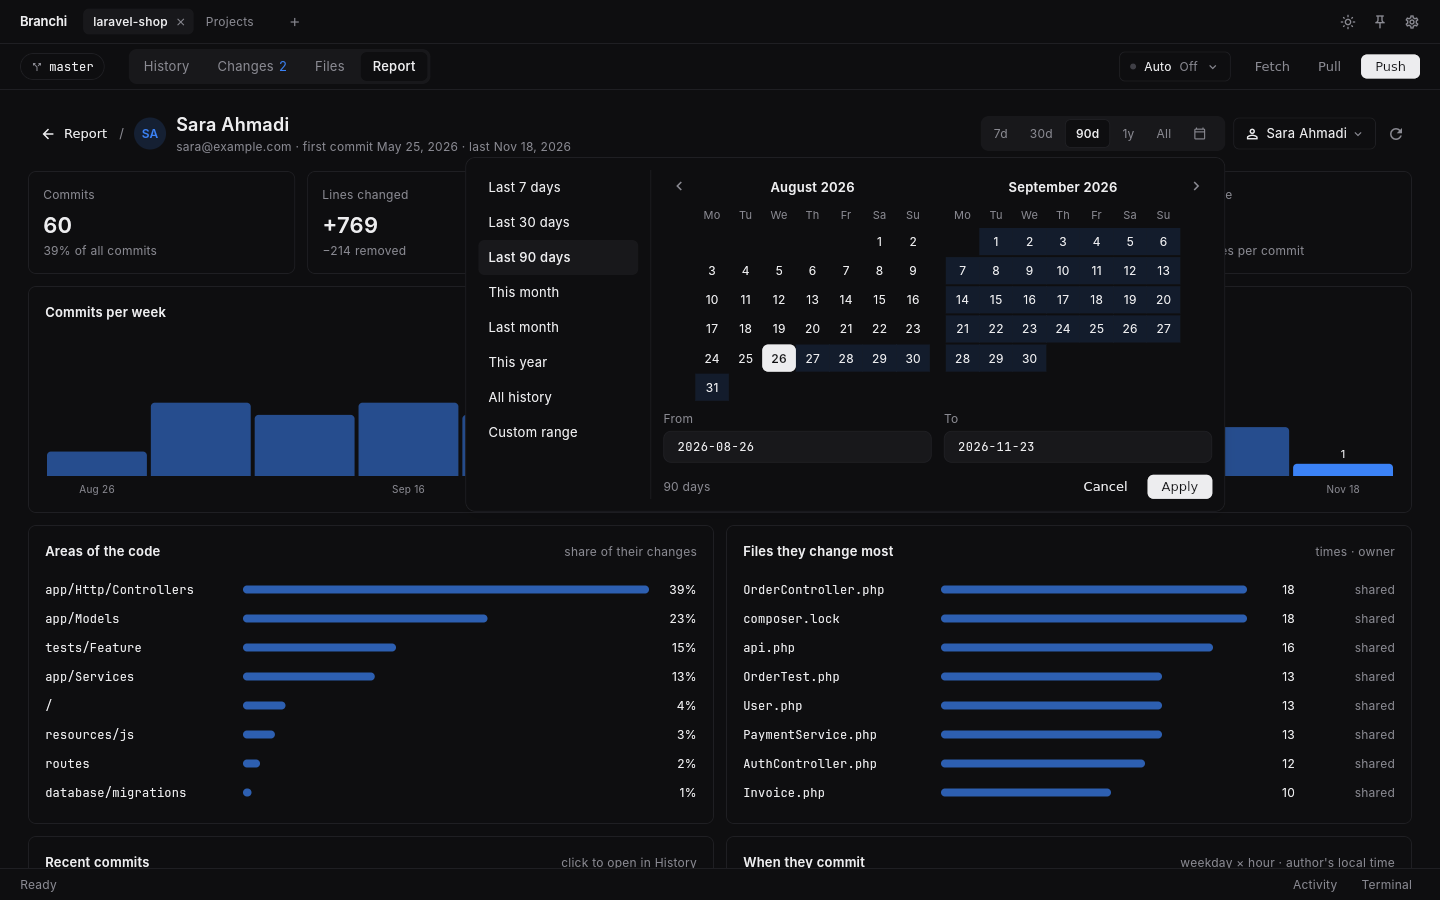 Branchi laravel-shop × Projects +
master History Changes 2 Files Report Auto Off Fetch Pull Push
Report / SA Sara Ahmadi
sara@example.com · first commit May 25, 2026 · last Nov 18, 2026
7d 30d 90d 1y All Sara Ahmadi
Commits
60
39% of all commits
Lines changed
+769
−214 removed
Last 7 days
Last 30 days
Last 90 days
This month
Last month
This year
All history
Custom range
August 2026
Mo Tu We Th Fr Sa Su
1 2
3 4 5 6 7 8 9
10 11 12 13 14 15 16
17 18 19 20 21 22 23
24 25 26 27 28 29 30
31
September 2026
Mo Tu We Th Fr Sa Su
1 2 3 4 5 6
7 8 9 10 11 12 13
14 15 16 17 18 19 20
21 22 23 24 25 26 27
28 29 30
From
2026-08-26
To
2026-11-23
90 days Cancel Apply
per commit
Commits per week
1
Aug 26 Sep 16 Nov 18
Areas of the code share of their changes
app/Http/Controllers 39%
app/Models 23%
tests/Feature 15%
app/Services 13%
/ 4%
resources/js 3%
routes 2%
database/migrations 1%
Files they change most times · owner
OrderController.php 18 shared
composer.lock 18 shared
api.php 16 shared
OrderTest.php 13 shared
User.php 13 shared
PaymentService.php 13 shared
AuthController.php 12 shared
Invoice.php 10 shared
Recent commits click to open in History
When they commit weekday × hour · author's local time
Ready Activity Terminal